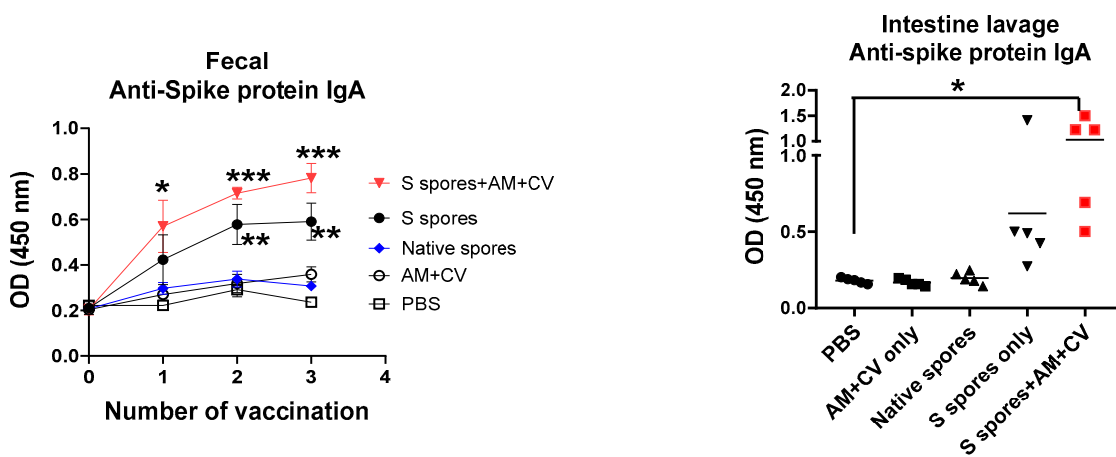 Fecal
Anti-Spike protein IgA
OD (450 nm)
1.0
0.8
0.6
0.4
0.2
0.0
*
***
***
**
**
0
1
2
3
4
Number of vaccination
S spores+AM+CV
S spores
Native spores
AM+CV
PBS
Intestine lavage
Anti-spike protein IgA
OD (450 nm)
2.0
1.5
1.0
1.0
0.5
0.0
*
PBS
AM+CV only
Native spores
S spores only
S spores+AM+CV